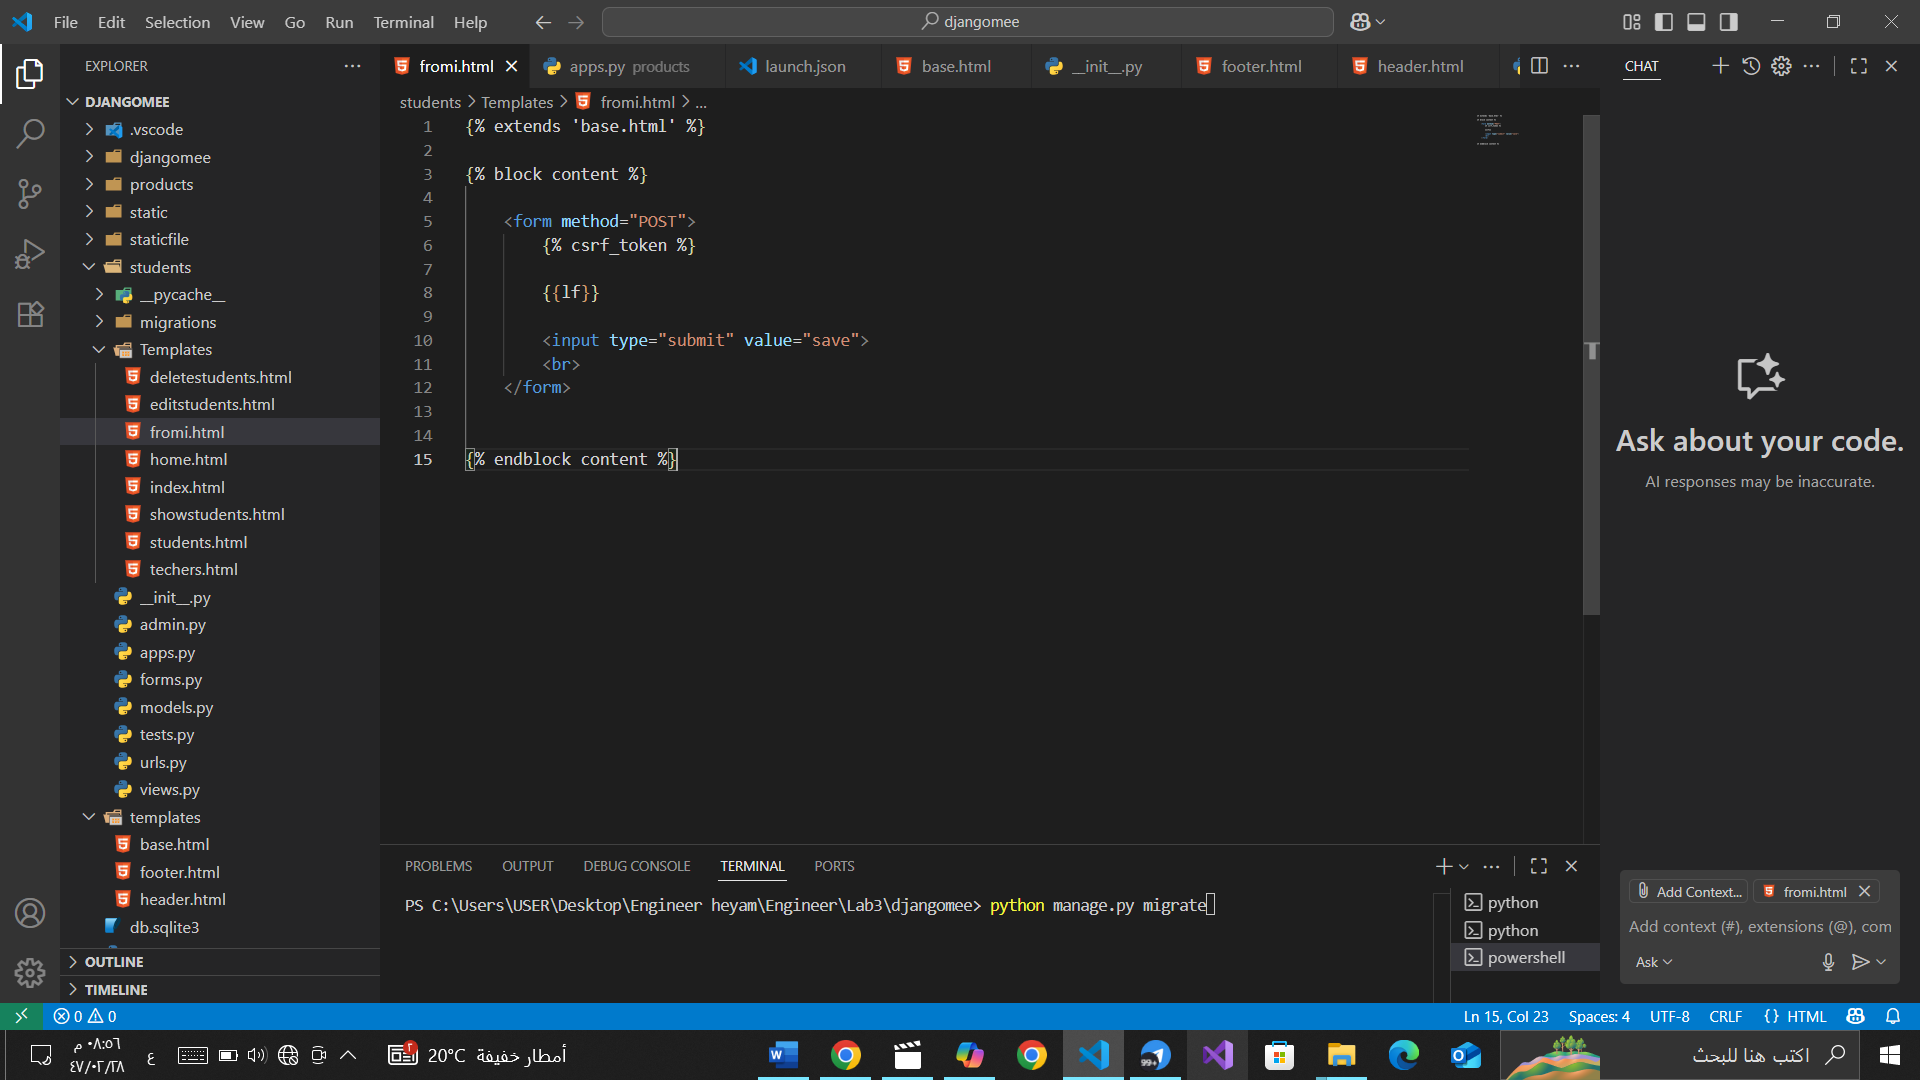 File Edit Selection View Go Run Terminal Help
djangomee
EXPLORER
DJANGOMEE
.vscode
djangomee
products
static
staticfile
students
__pycache__
migrations
Templates
deletestudents.html
editstudents.html
fromi.html
home.html
index.html
showstudents.html
students.html
techers.html
__init__.py
admin.py
apps.py
forms.py
models.py
tests.py
urls.py
views.py
templates
base.html
footer.html
header.html
db.sqlite3
OUTLINE
TIMELINE
fromi.html apps.py products launch.json base.html __init__.py footer.html header.html
students > Templates > fromi.html > ...
1 {% extends 'base.html' %}
2
3 {% block content %}
4
5 <form method="POST">
6 {% csrf_token %}
7
8 {{lf}}
9
10 <input type="submit" value="save">
11 <br>
12 </form>
13
14
15 {% endblock content %}
PROBLEMS OUTPUT DEBUG CONSOLE TERMINAL PORTS
PS C:\Users\USER\Desktop\Engineer heyam\Engineer\Lab3\djangomee> python manage.py migrate
python
python
powershell
CHAT
Ask about your code.
AI responses may be inaccurate.
Add Context... fromi.html
Add context (#), extensions (@), com
Ask
0 0
Ln 15, Col 23 Spaces: 4 UTF-8 CRLF {} HTML
٠٨:٥٦ م
٤٧/٠٢/٢٨
ع
٢
20°C أمطار خفيفة
99+
اكتب هنا للبحث